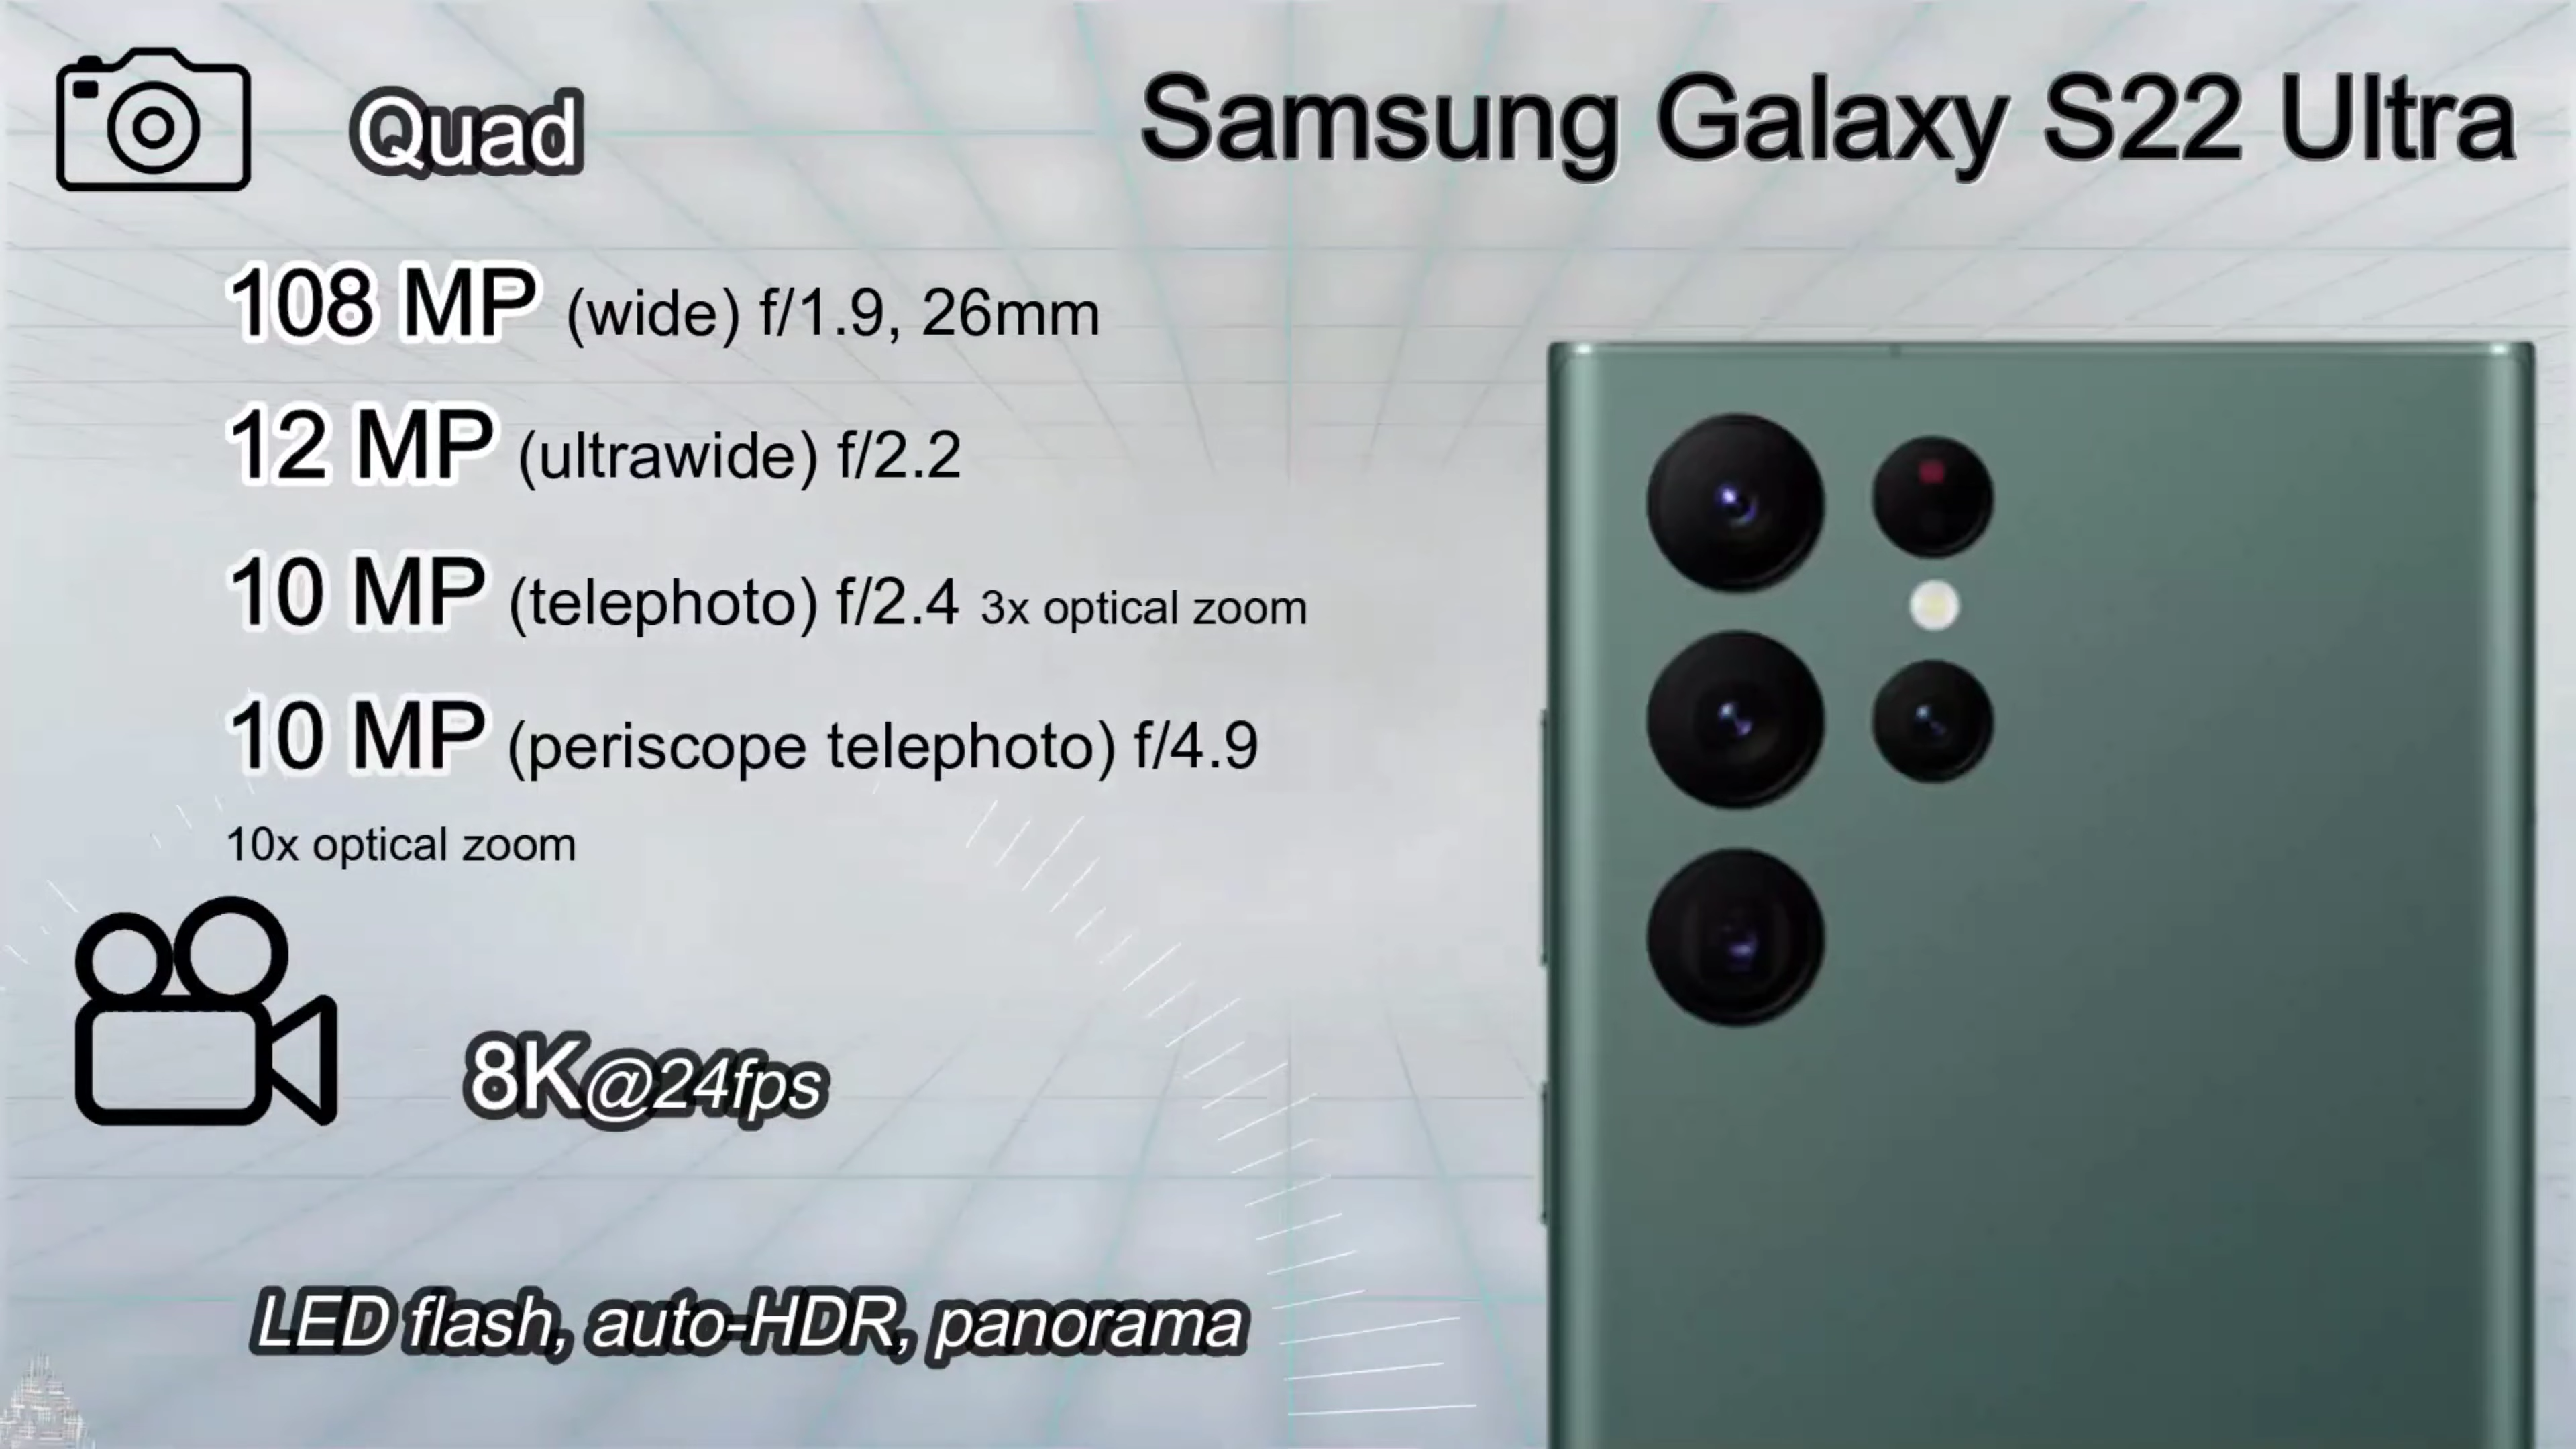 Quad
Samsung Galaxy S22 Ultra
108 MP (wide) f/1.9, 26mm
12 MP (ultrawide) f/2.2
10 MP (telephoto) f/2.4 3x optical zoom
10 MP (periscope telephoto) f/4.9
10x optical zoom
8K@24fps
LED flash, auto-HDR, panorama